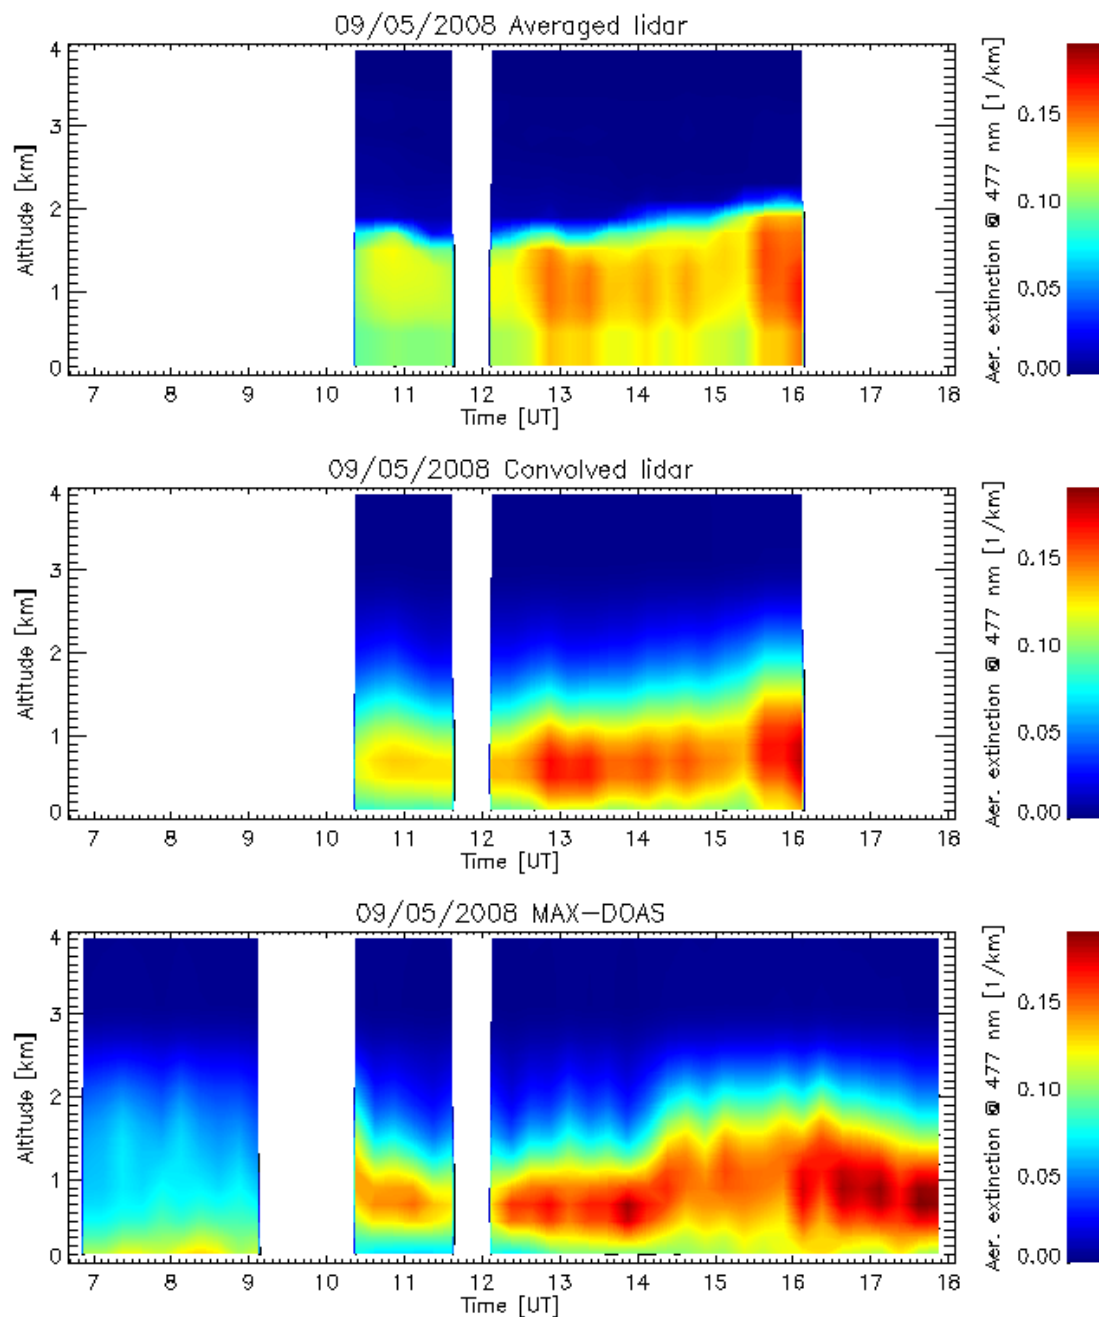 09/05/2008 Averaged lidar
4
3
2
1
0
Altitude [km]
7 8 9 10 11 12 13 14 15 16 17 18
Time [UT]
Aer. extinction @ 477 nm [1/km]
0.15
0.10
0.05
0.00
09/05/2008 Convolved lidar
4
3
2
1
0
Altitude [km]
7 8 9 10 11 12 13 14 15 16 17 18
Time [UT]
Aer. extinction @ 477 nm [1/km]
0.15
0.10
0.05
0.00
09/05/2008 MAX-DOAS
4
3
2
1
0
Altitude [km]
7 8 9 10 11 12 13 14 15 16 17 18
Time [UT]
Aer. extinction @ 477 nm [1/km]
0.15
0.10
0.05
0.00